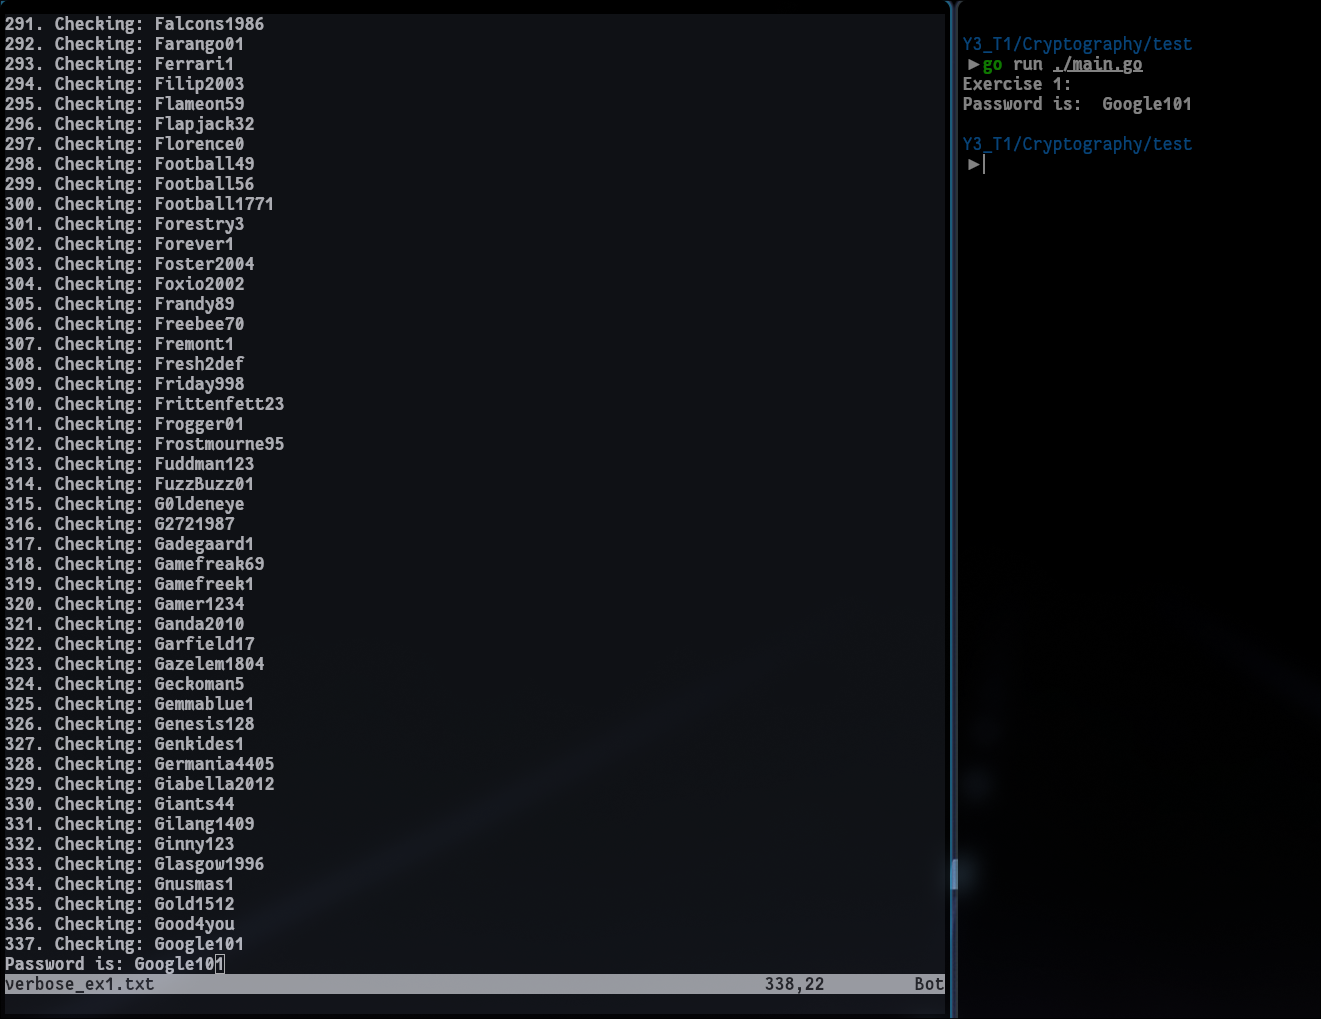 291. Checking: Falcons1986
292. Checking: Farango01
293. Checking: Ferrari1
294. Checking: Filip2003
295. Checking: Flameon59
296. Checking: Flapjack32
297. Checking: Florence0
298. Checking: Football49
299. Checking: Football56
300. Checking: Football1771
301. Checking: Forestry3
302. Checking: Forever1
303. Checking: Foster2004
304. Checking: Foxio2002
305. Checking: Frandy89
306. Checking: Freebee70
307. Checking: Fremont1
308. Checking: Fresh2def
309. Checking: Friday998
310. Checking: Frittenfett23
311. Checking: Frogger01
312. Checking: Frostmourne95
313. Checking: Fuddman123
314. Checking: FuzzBuzz01
315. Checking: G0ldeneye
316. Checking: G2721987
317. Checking: Gadegaard1
318. Checking: Gamefreak69
319. Checking: Gamefreek1
320. Checking: Gamer1234
321. Checking: Ganda2010
322. Checking: Garfield17
323. Checking: Gazelem1804
324. Checking: Geckoman5
325. Checking: Gemmablue1
326. Checking: Genesis128
327. Checking: Genkides1
328. Checking: Germania4405
329. Checking: Giabella2012
330. Checking: Giants44
331. Checking: Gilang1409
332. Checking: Ginny123
333. Checking: Glasgow1996
334. Checking: Gnusmas1
335. Checking: Gold1512
336. Checking: Good4you
337. Checking: Google101
Password is: Google101
verbose_ex1.txt 338,22 Bot
Y3_T1/Cryptography/test
►go run ./main.go
Exercise 1:
Password is:  Google101
Y3_T1/Cryptography/test
►